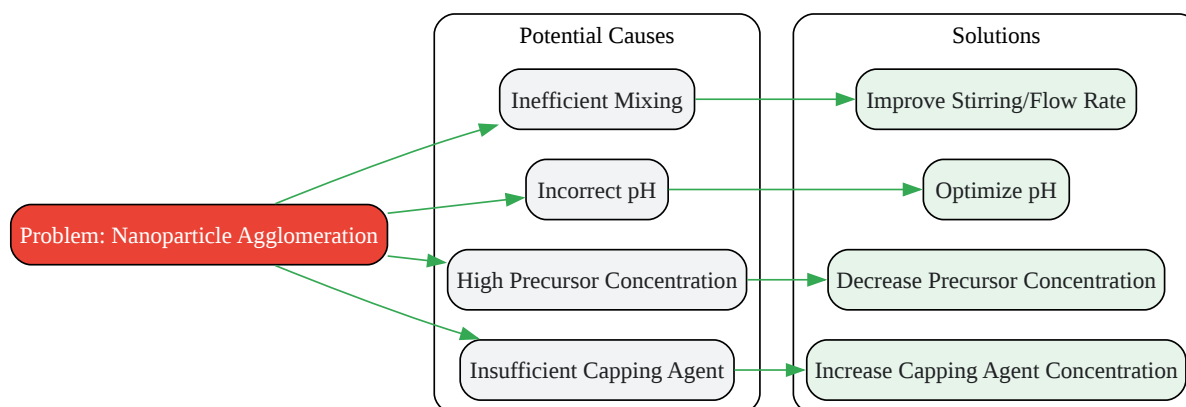 Potential Causes
Solutions
Inefficient Mixing
Improve Stirring/Flow Rate
Incorrect pH
Optimize pH
Problem: Nanoparticle Agglomeration
High Precursor Concentration
Decrease Precursor Concentration
Insufficient Capping Agent
Increase Capping Agent Concentration